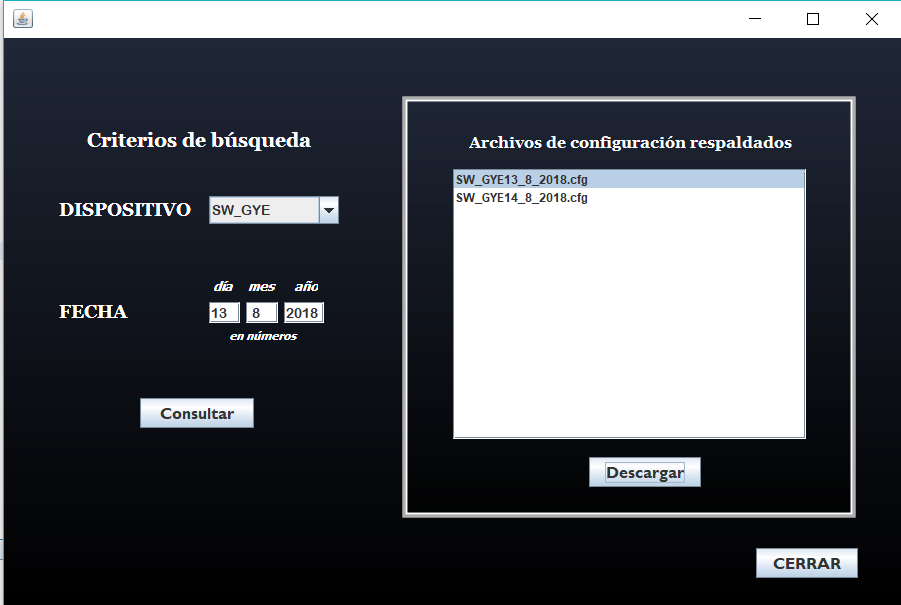 Criterios de búsqueda
DISPOSITIVO SW_GYE
día mes año
FECHA 13 8 2018
en números
Consultar
Archivos de configuración respaldados
SW_GYE13_8_2018.cfg
SW_GYE14_8_2018.cfg
Descargar
CERRAR